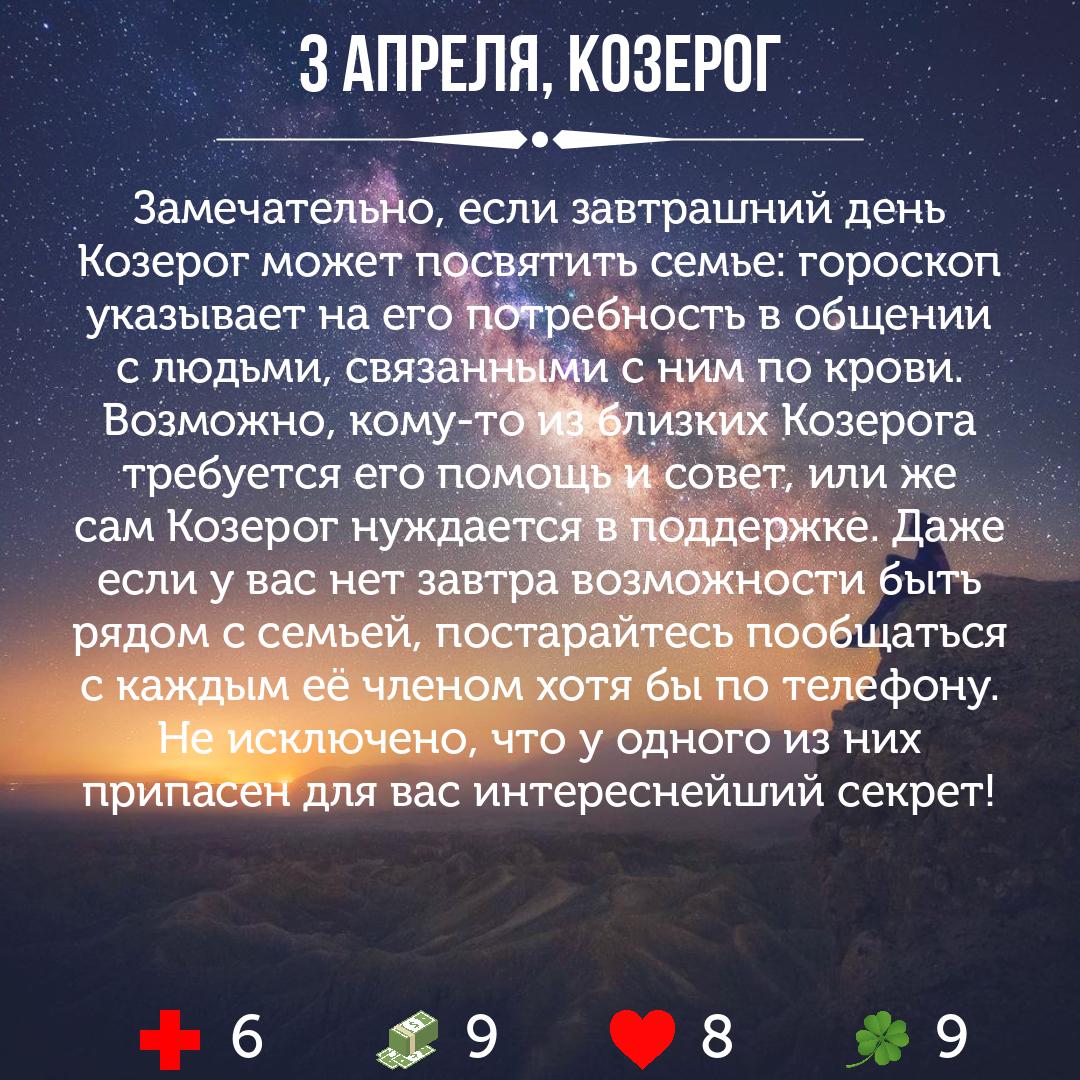 3 АПРЕЛЯ, КОЗЕРОГ
Замечательно, если завтрашний день
Козерог может посвятить семье: гороскоп
указывает на его потребность в общении
с людьми, связанными с ним по крови.
Возможно, кому-то из близких Козерога
требуется его помощь и совет, или же
сам Козерог нуждается в поддержке. Даже
если у вас нет завтра возможности быть
рядом с семьей, постарайтесь пообщаться
с каждым её членом хотя бы по телефону.
Не исключено, что у одного из них
припасен для вас интереснейший секрет!
6 9 8 9